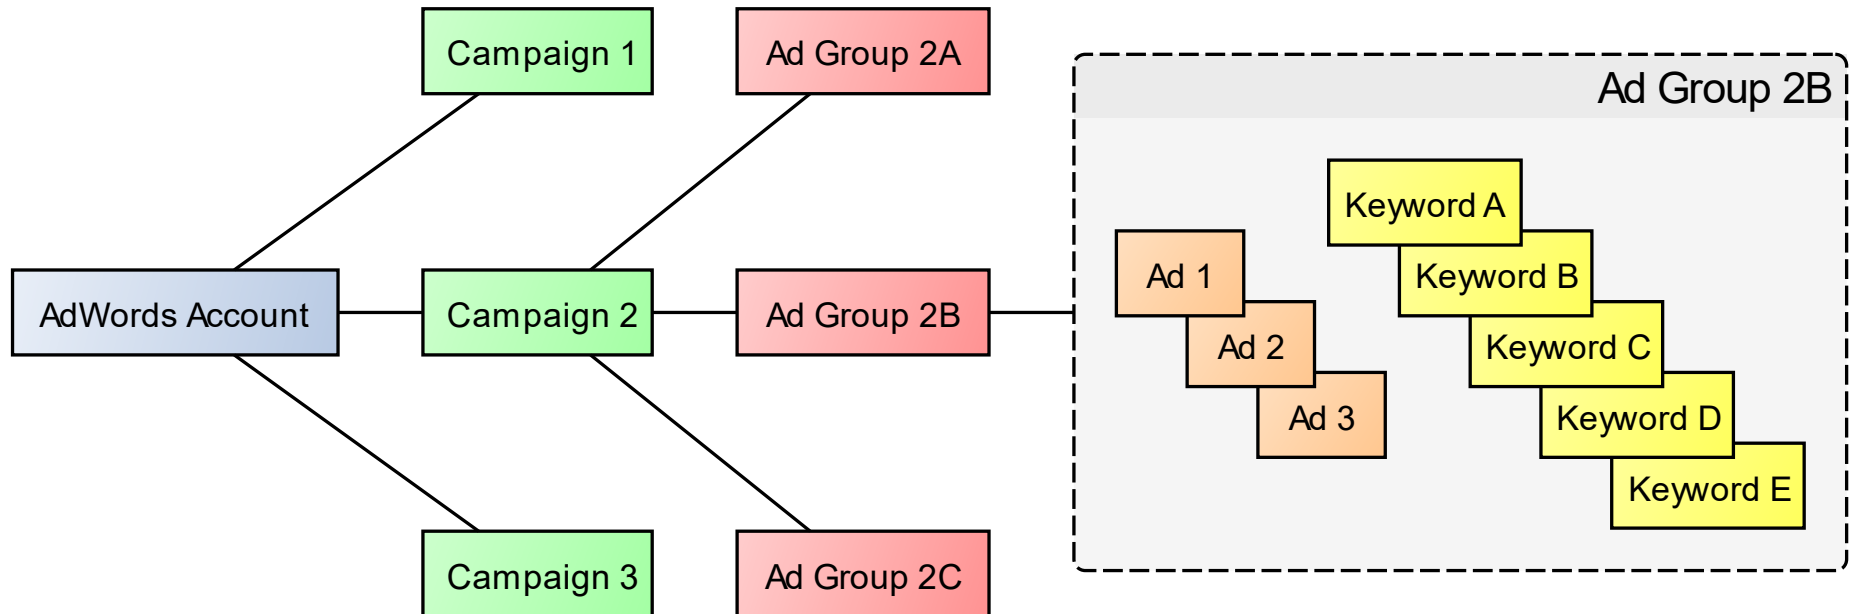 Campaign 1
Ad Group 2A
Ad Group 2B
Keyword A
Ad 1
Keyword B
AdWords Account
Campaign 2
Ad Group 2B
Ad 2
Keyword C
Ad 3
Keyword D
Keyword E
Campaign 3
Ad Group 2C